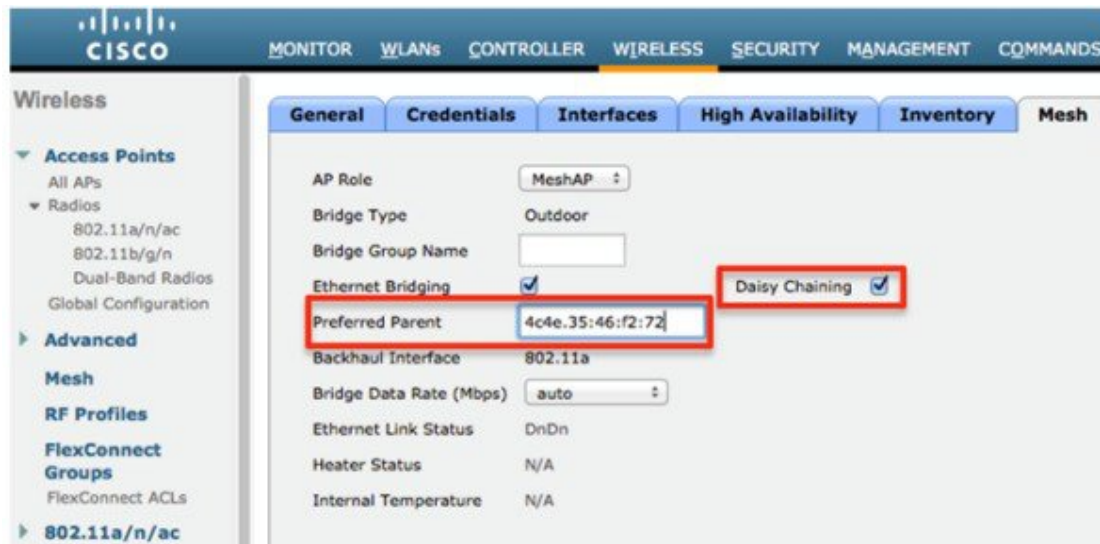 CISCO
MONITOR WLANs CONTROLLER WIRELESS SECURITY MANAGEMENT COMMANDS
Wireless
Access Points
All APs
Radios
802.11a/n/ac
802.11b/g/n
Dual-Band Radios
Global Configuration
Advanced
Mesh
RF Profiles
FlexConnect
Groups
FlexConnect ACLs
802.11a/n/ac
General Credentials Interfaces High Availability Inventory Mesh
AP Role MeshAP
Bridge Type Outdoor
Bridge Group Name
Ethernet Bridging Daisy Chaining
Preferred Parent 4c4e.35:46:f2:72
Backhaul Interface 802.11a
Bridge Data Rate (Mbps) auto
Ethernet Link Status DnDn
Heater Status N/A
Internal Temperature N/A